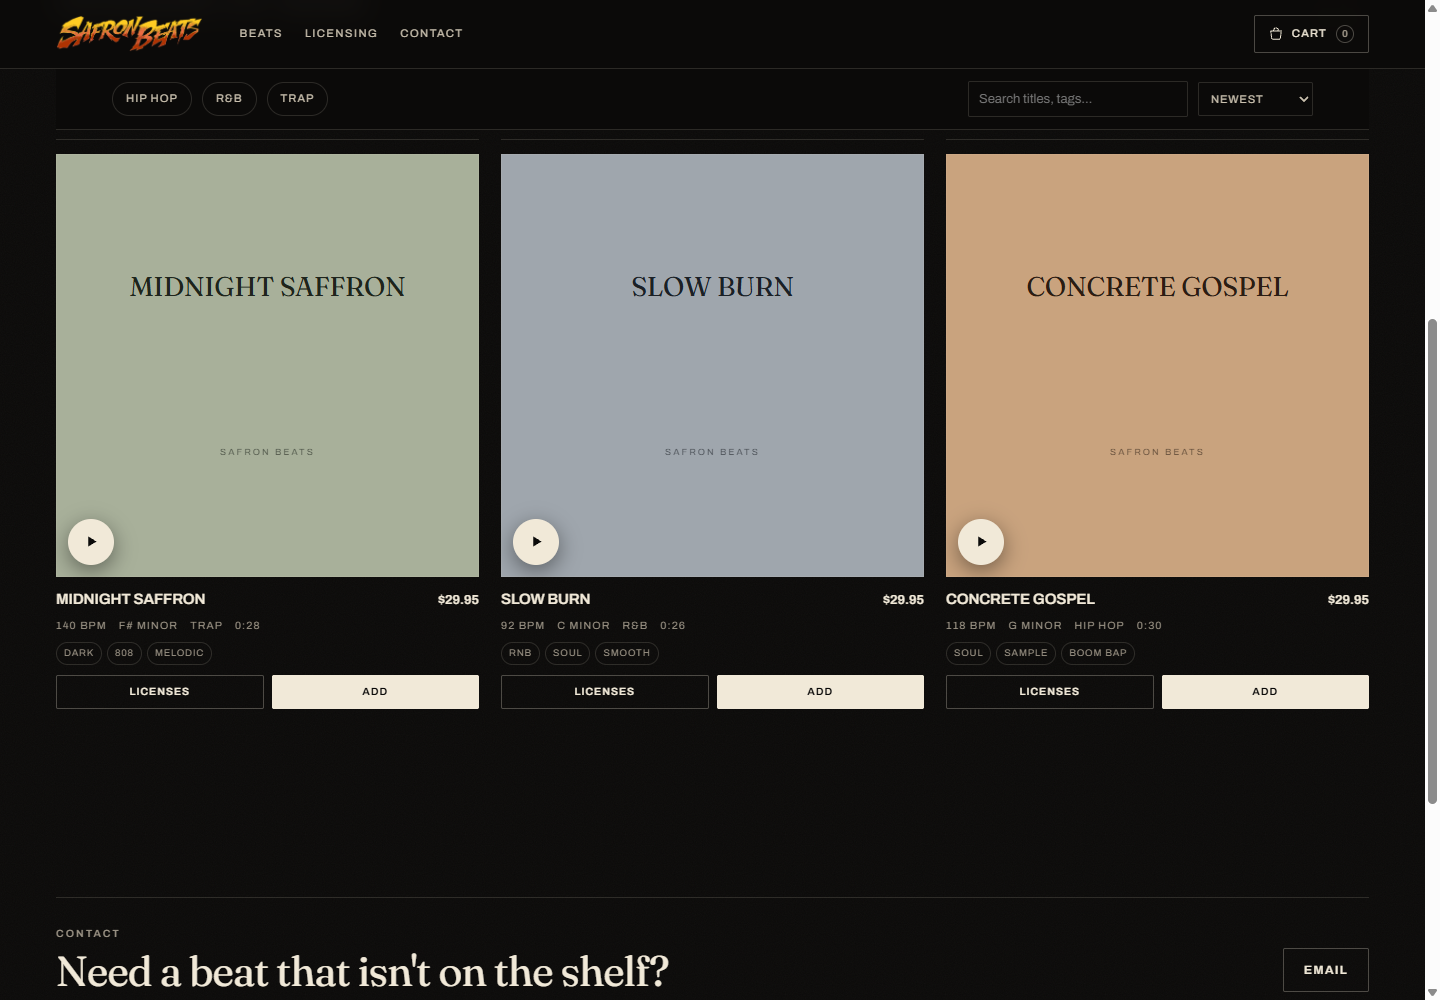 SAFRON BEATS BEATS LICENSING CONTACT CART 0
HIP HOP R&B TRAP Search titles, tags... NEWEST
MIDNIGHT SAFFRON SLOW BURN CONCRETE GOSPEL
SAFRON BEATS SAFRON BEATS SAFRON BEATS
MIDNIGHT SAFFRON $29.95 SLOW BURN $29.95 CONCRETE GOSPEL $29.95
140 BPM F# MINOR TRAP 0:28 92 BPM C MINOR R&B 0:26 118 BPM G MINOR HIP HOP 0:30
DARK 808 MELODIC RNB SOUL SMOOTH SOUL SAMPLE BOOM BAP
LICENSES ADD LICENSES ADD LICENSES ADD
CONTACT
Need a beat that isn't on the shelf? EMAIL